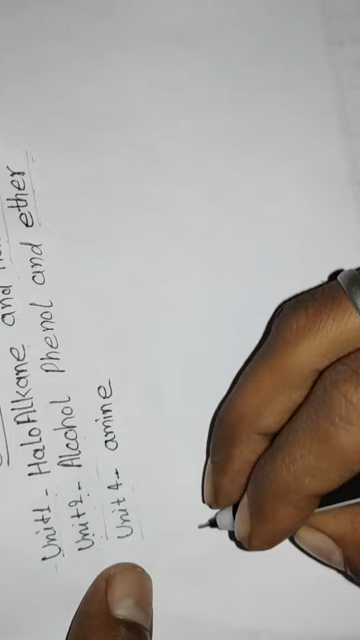 Unit1- HaloAlkane and
Unit2- Alcohol Phenol and ether
Unit4- amine